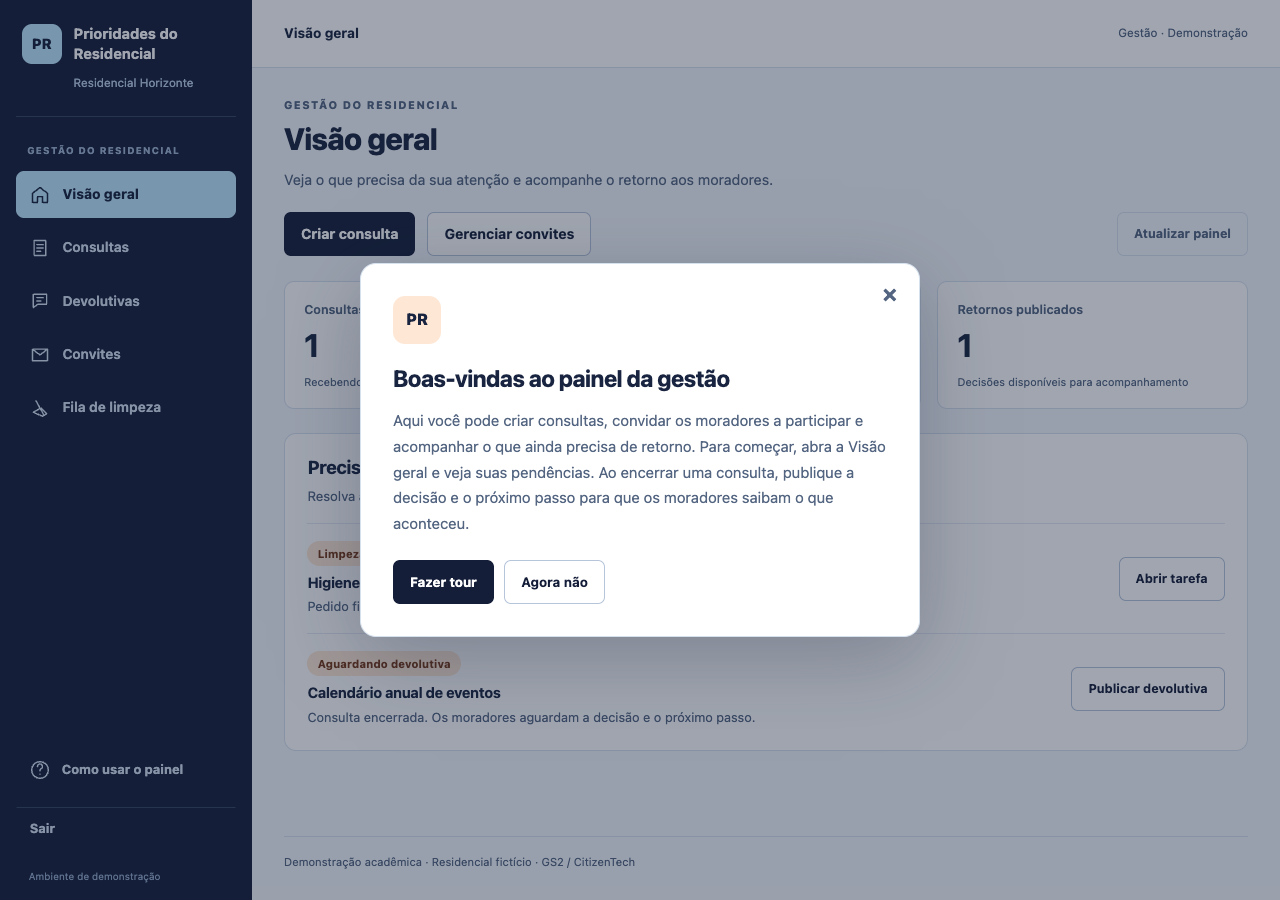 PR
Prioridades do
Residencial
Residencial Horizonte
GESTÃO DO RESIDENCIAL
Visão geral
Consultas
Devolutivas
Convites
Fila de limpeza
Como usar o painel
Sair
Ambiente de demonstração
Visão geral
Gestão · Demonstração
GESTÃO DO RESIDENCIAL
Visão geral
Veja o que precisa da sua atenção e acompanhe o retorno aos moradores.
Criar consulta
Gerenciar convites
Atualizar painel
1
Retornos publicados
1
Decisões disponíveis para acompanhamento
PR
Boas-vindas ao painel da gestão
Aqui você pode criar consultas, convidar os moradores a participar e
acompanhar o que ainda precisa de retorno. Para começar, abra a Visão
geral e veja suas pendências. Ao encerrar uma consulta, publique a
decisão e o próximo passo para que os moradores saibam o que
aconteceu.
Fazer tour
Agora não
Resolva
Higiene
Pedido
Abrir tarefa
Aguardando devolutiva
Calendário anual de eventos
Consulta encerrada. Os moradores aguardam a decisão e o próximo passo.
Publicar devolutiva
Demonstração acadêmica · Residencial fictício · GS2 / CitizenTech